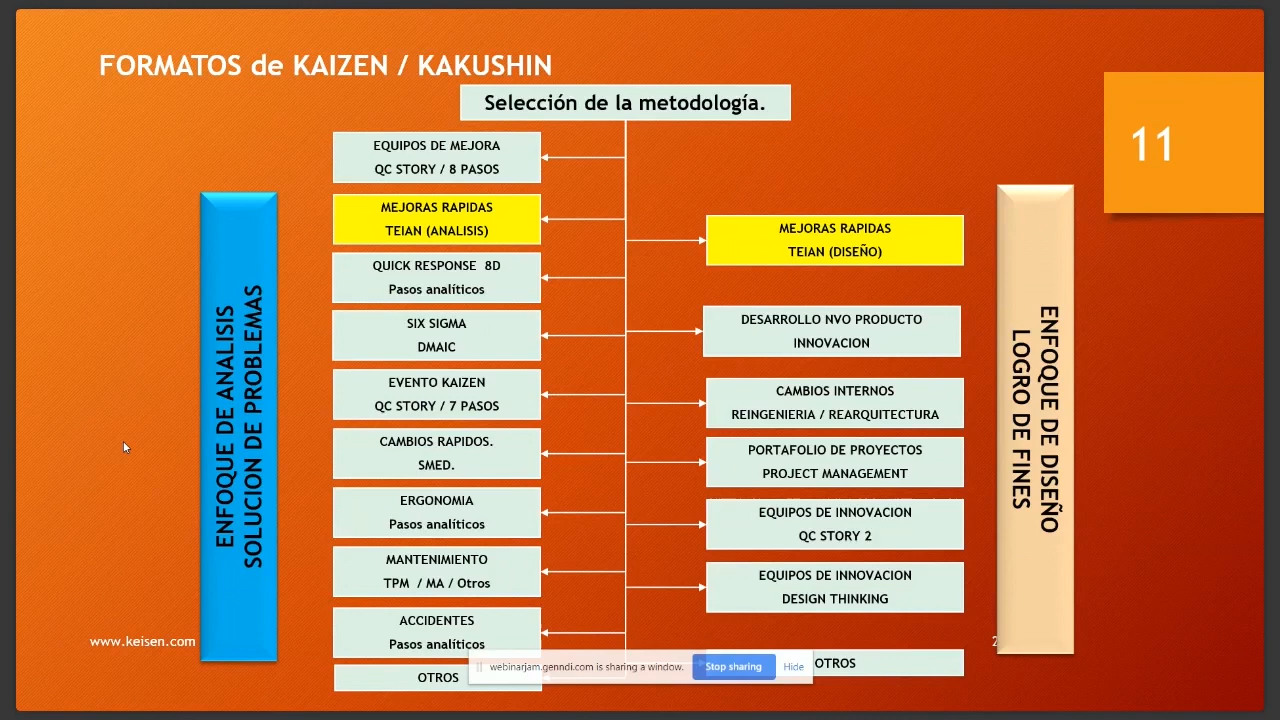 FORMATOS de KAIZEN / KAKUSHIN
Selección de la metodología.
11
ENFOQUE DE ANALISIS
SOLUCION DE PROBLEMAS
EQUIPOS DE MEJORA
QC STORY / 8 PASOS
MEJORAS RAPIDAS
TEIAN (ANALISIS)
QUICK RESPONSE 8D
Pasos analíticos
SIX SIGMA
DMAIC
EVENTO KAIZEN
QC STORY / 7 PASOS
CAMBIOS RAPIDOS.
SMED.
ERGONOMIA
Pasos analíticos
MANTENIMIENTO
TPM / MA / Otros
ACCIDENTES
Pasos analíticos
OTROS
MEJORAS RAPIDAS
TEIAN (DISEÑO)
DESARROLLO NVO PRODUCTO
INNOVACION
CAMBIOS INTERNOS
REINGENIERIA / REARQUITECTURA
PORTAFOLIO DE PROYECTOS
PROJECT MANAGEMENT
EQUIPOS DE INNOVACION
QC STORY 2
EQUIPOS DE INNOVACION
DESIGN THINKING
OTROS
ENFOQUE DE DISEÑO
LOGRO DE FINES
www.keisen.com
webinarjam.genndi.com is sharing a window.
Stop sharing
Hide